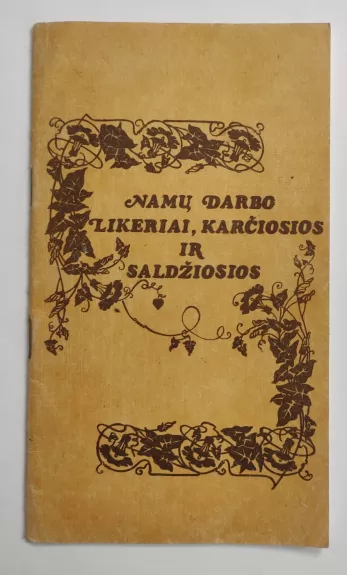 NAMŲ DARBO
LIKERIAI, KARČIOSIOS
IR
SALDŽIOSIOS